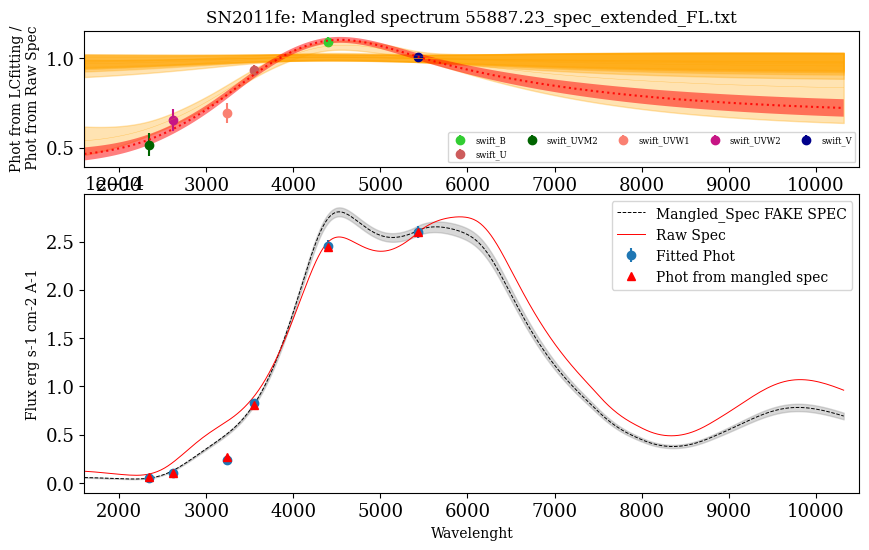 SN2011fe: Mangled spectrum 55887.23_spec_extended_FL.txt
Phot from LCfitting /
Phot from Raw Spec
1.0
0.5
swift_B
swift_UVM2
swift_UVW1
swift_UVW2
swift_V
swift_U
2000 3000 4000 5000 6000 7000 8000 9000 10000
1e−14
Flux erg s-1 cm-2 A-1
2.5
2.0
1.5
1.0
0.5
0.0
Mangled_Spec FAKE SPEC
Raw Spec
Fitted Phot
Phot from mangled spec
2000 3000 4000 5000 6000 7000 8000 9000 10000
Wavelenght